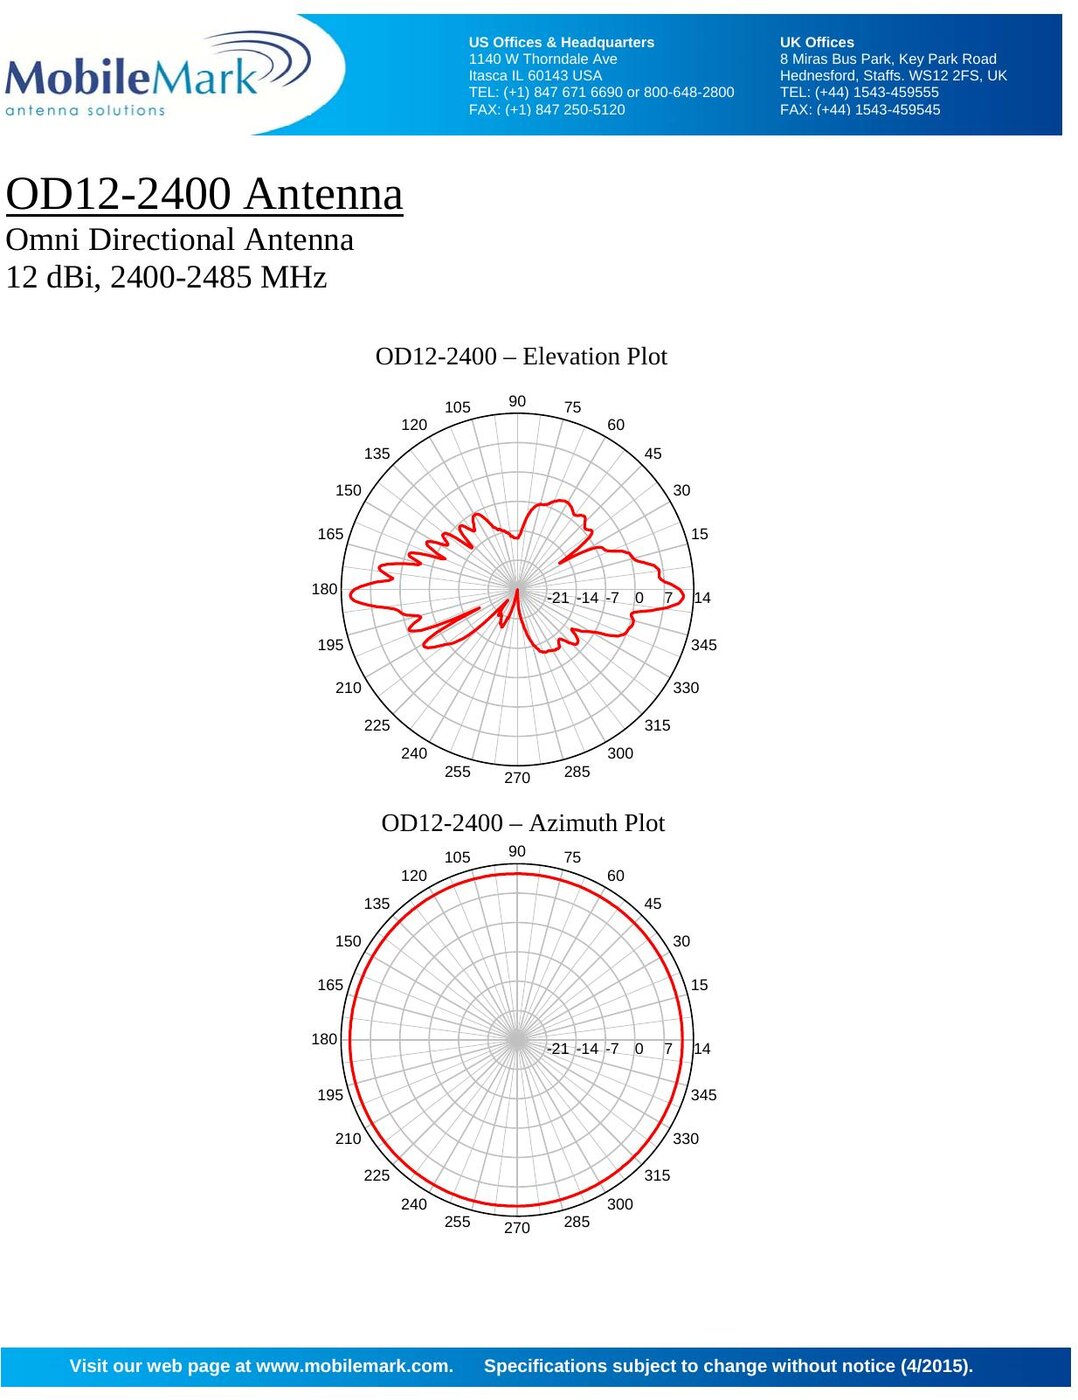 MobileMark
antenna solutions
US Offices & Headquarters
1140 W Thorndale Ave
Itasca IL 60143 USA
TEL: (+1) 847 671 6690 or 800-648-2800
FAX: (+1) 847 250-5120
UK Offices
8 Miras Bus Park, Key Park Road
Hednesford, Staffs. WS12 2FS, UK
TEL: (+44) 1543-459555
FAX: (+44) 1543-459545
OD12-2400 Antenna
Omni Directional Antenna
12 dBi, 2400-2485 MHz
OD12-2400 – Elevation Plot
90
105 75
120 60
135 45
150 30
165 15
180 -21 -14 -7 0 7 14
195 345
210 330
225 315
240 300
255 285
270
OD12-2400 – Azimuth Plot
90
105 75
120 60
135 45
150 30
165 15
180 -21 -14 -7 0 7 14
195 345
210 330
225 315
240 300
255 285
270
Visit our web page at www.mobilemark.com. Specifications subject to change without notice (4/2015).